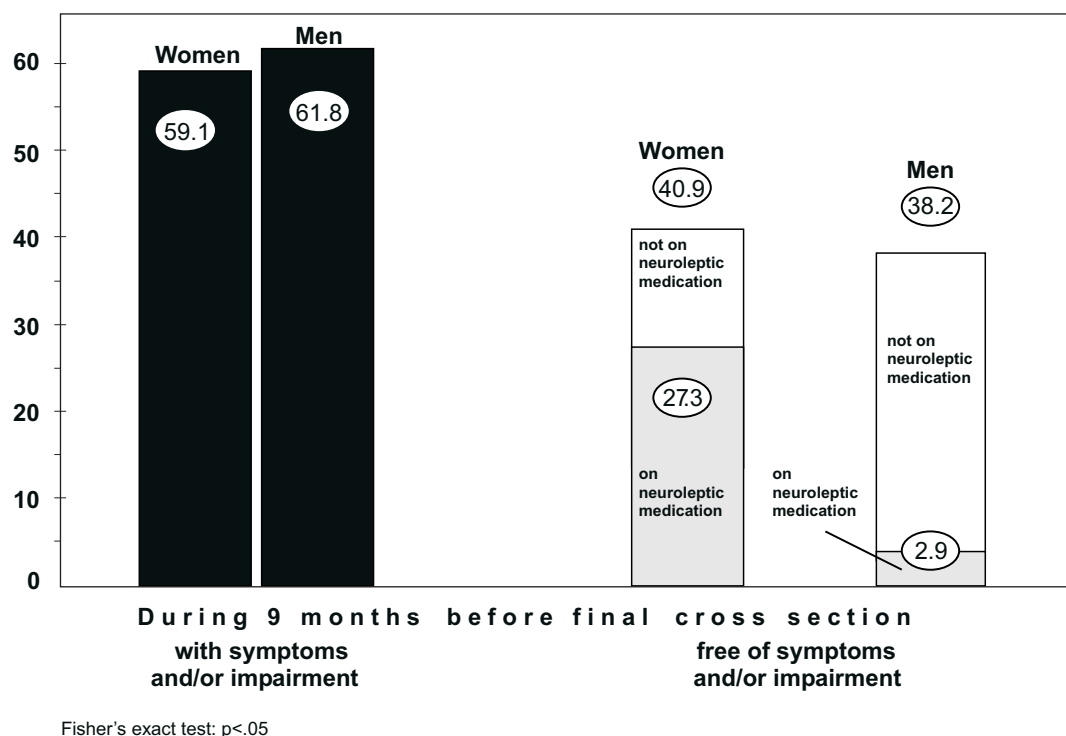 60
50
40
30
20
10
0
Women
59.1
Men
61.8
Women
40.9
not on
neuroleptic
medication
27.3
on
neuroleptic
medication
Men
38.2
not on
neuroleptic
medication
on
neuroleptic
medication
2.9
During 9 months before final cross section
with symptoms
and/or impairment
free of symptoms
and/or impairment
Fisher's exact test: p<.05